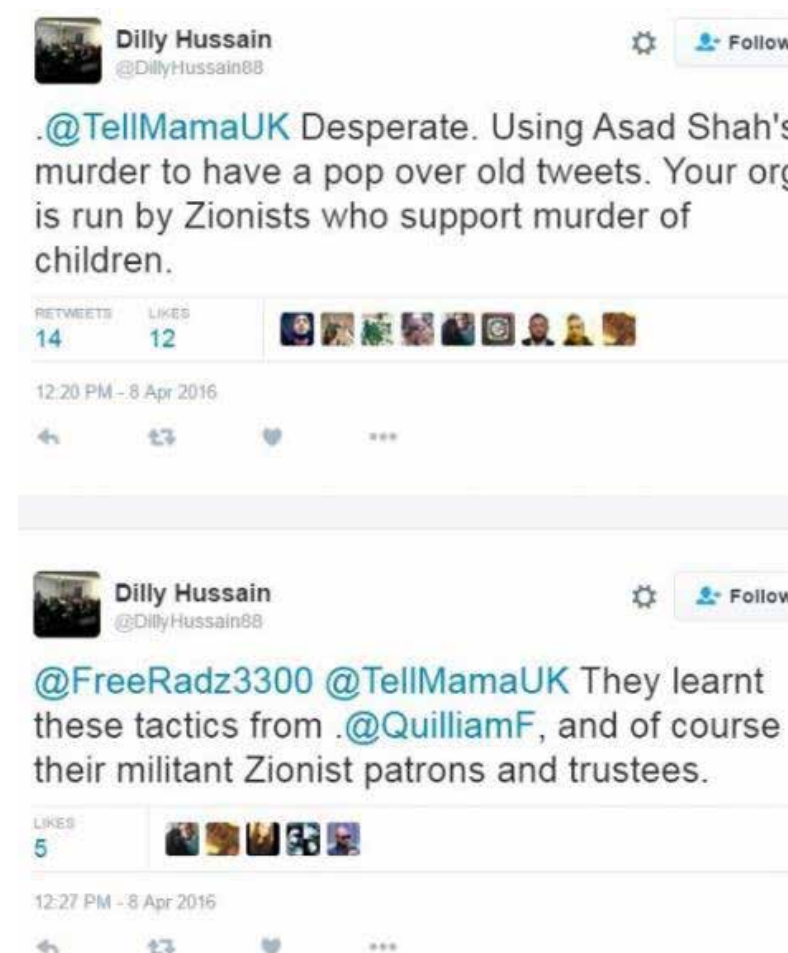 Dilly Hussain
Follow
@DillyHussain88
.@TellMamaUK Desperate. Using Asad Shah's
murder to have a pop over old tweets. Your org
is run by Zionists who support murder of
children.
RETWEETS LIKES
14 12
12:20 PM - 8 Apr 2016
Dilly Hussain
Follow
@DillyHussain88
@FreeRadz3300 @TellMamaUK They learnt
these tactics from .@QuilliamF, and of course
their militant Zionist patrons and trustees.
LIKES
5
12:27 PM - 8 Apr 2016